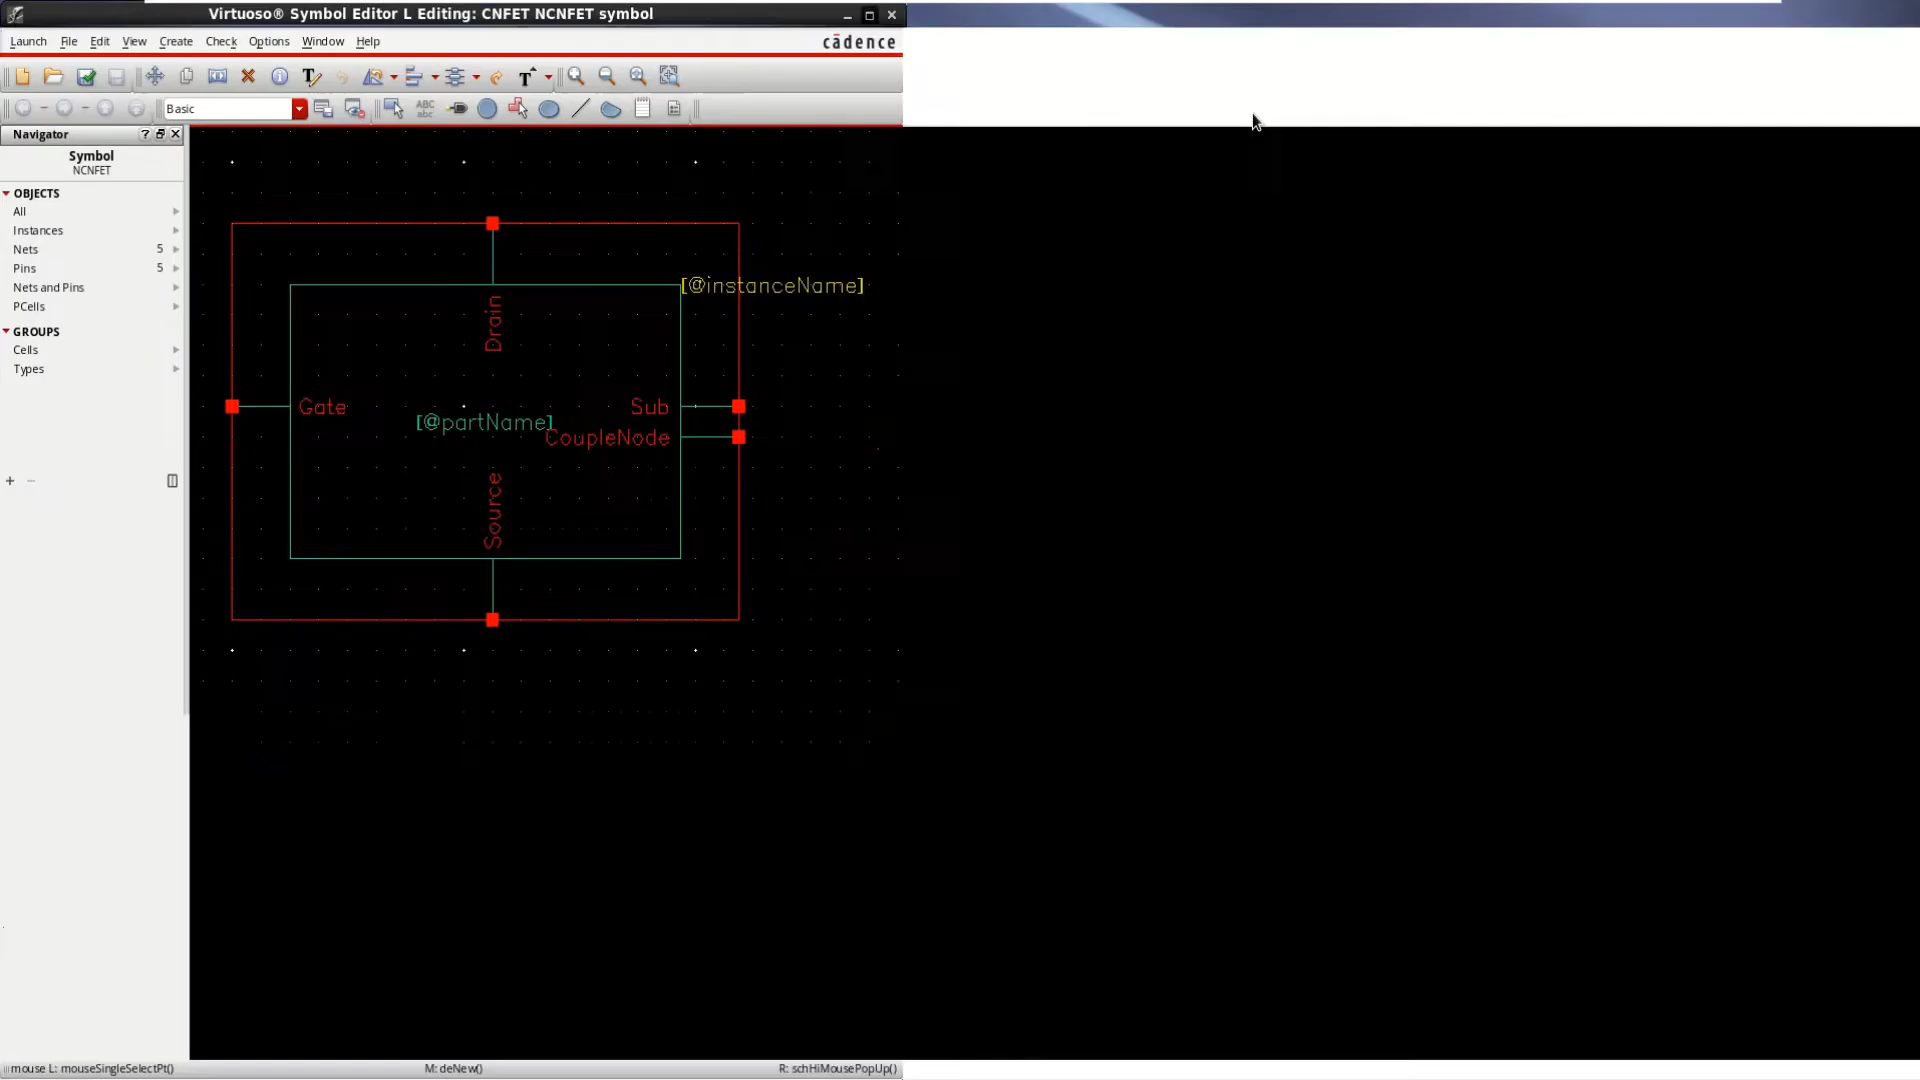 Virtuoso® Symbol Editor L Editing: CNFET NCNFET symbol
Launch File Edit View Create Check Options Window Help
cādence
T T
Basic
ABC
abc
Navigator ?
Symbol
NCNFET
OBJECTS
All
Instances
Nets 5
Pins 5
Nets and Pins
PCells
GROUPS
Cells
Types
[@instanceName]
Drain
Gate
Sub
[@partName]
CoupleNode
Source
mouse L: mouseSingleSelectPt() M: deNew() R: schHiMousePopUp()